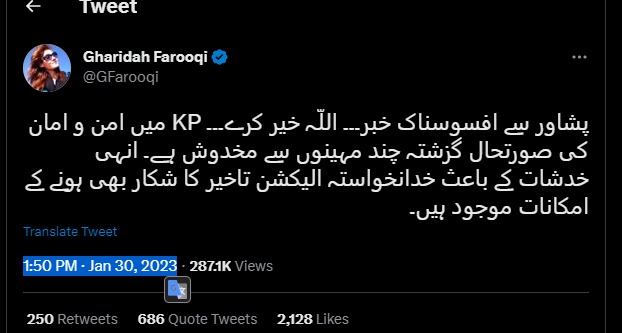 Tweet
Gharidah Farooqi
@GFarooqi
پشاور سے افسوسناک خبر۔۔۔ اللّہ خیر کرے۔۔۔ KP میں امن و امان
کی صورتحال گزشتہ چند مہینوں سے مخدوش ہے۔ انہی
خدشات کے باعث خدانخواستہ الیکشن تاخیر کا شکار بھی ہونے کے
امکانات موجود ہیں۔
Translate Tweet
1:50 PM · Jan 30, 2023 · 287.1K Views
250 Retweets 686 Quote Tweets 2,128 Likes